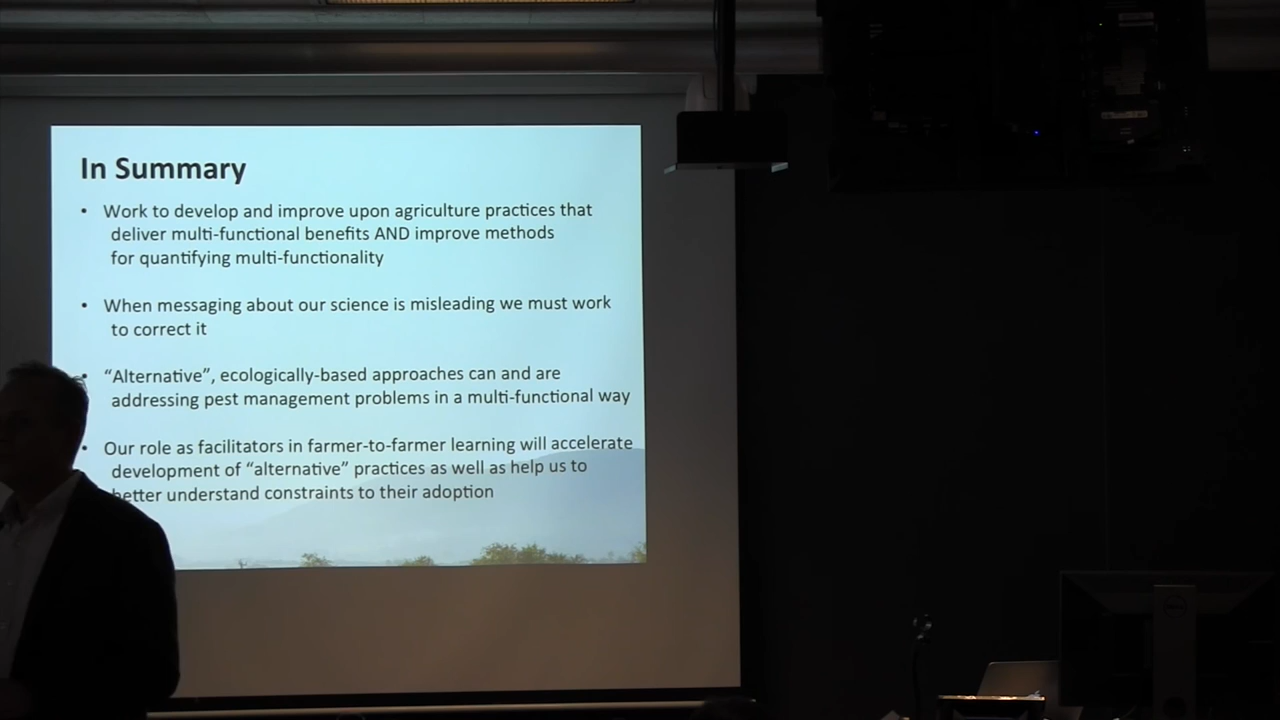 In Summary
• Work to develop and improve upon agriculture practices that
deliver multi-functional benefits AND improve methods
for quantifying multi-functionality
• When messaging about our science is misleading we must work
to correct it
• “Alternative”, ecologically-based approaches can and are
addressing pest management problems in a multi-functional way
• Our role as facilitators in farmer-to-farmer learning will accelerate
development of “alternative” practices as well as help us to
better understand constraints to their adoption